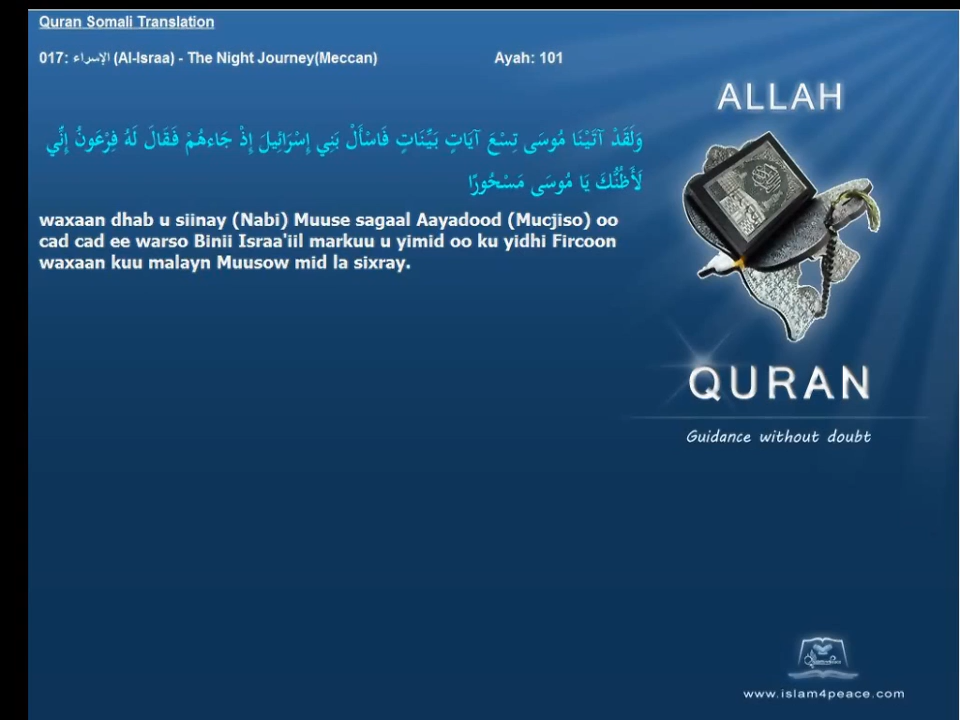 Quran Somali Translation
017: الإسراء (Al-Israa) - The Night Journey(Meccan) Ayah: 101
وَلَقَدْ آتَيْنَا مُوسَى تِسْعَ آيَاتٍ بَيِّنَاتٍ فَاسْأَلْ بَنِي إِسْرَائِيلَ إِذْ جَاءهُمْ فَقَالَ لَهُ فِرْعَونُ إِنِّي
لَأَظُنُّكَ يَا مُوسَى مَسْحُورًا
waxaan dhab u siinay (Nabi) Muuse sagaal Aayadood (Mucjiso) oo
cad cad ee warso Binii Israa'iil markuu u yimid oo ku yidhi Fircoon
waxaan kuu malayn Muusow mid la sixray.
ALLAH
QURAN
Guidance without doubt
www.islam4peace.com